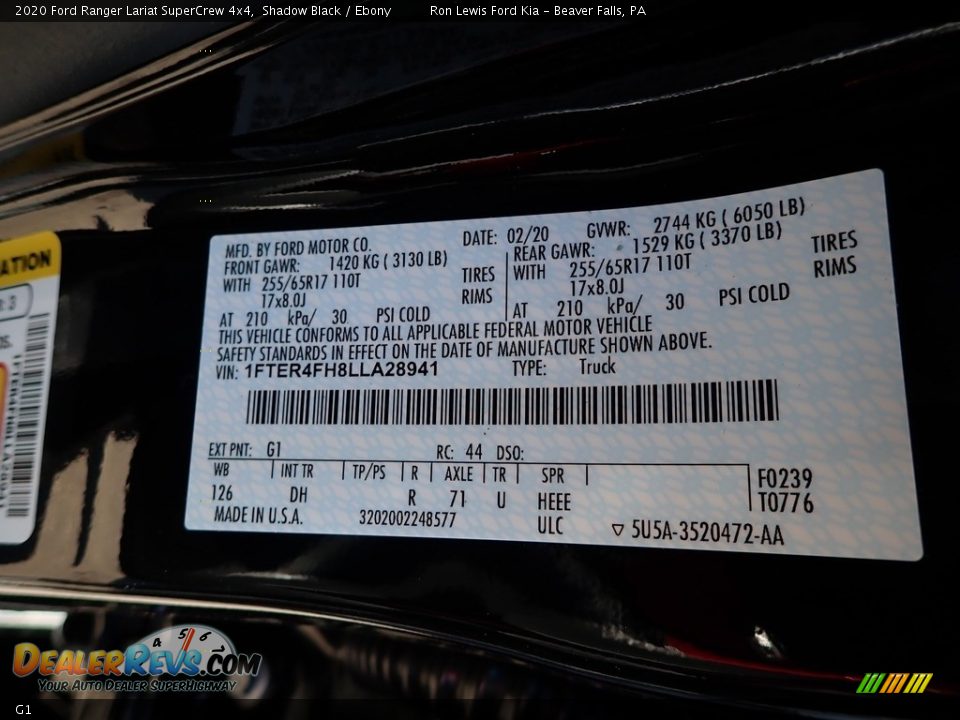 2020 Ford Ranger Lariat SuperCrew 4x4, Shadow Black / Ebony Ron Lewis Ford Kia - Beaver Falls, PA
MFD. BY FORD MOTOR CO. DATE: 02/20 GVWR: 2744 KG ( 6050 LB)
FRONT GAWR: 1420 KG ( 3130 LB) REAR GAWR: 1529 KG ( 3370 LB)
WITH 255/65R17 110T TIRES WITH 255/65R17 110T TIRES
17x8.0J RIMS 17x8.0J RIMS
AT 210 kPa/ 30 PSI COLD AT 210 kPa/ 30 PSI COLD
THIS VEHICLE CONFORMS TO ALL APPLICABLE FEDERAL MOTOR VEHICLE
SAFETY STANDARDS IN EFFECT ON THE DATE OF MANUFACTURE SHOWN ABOVE.
VIN: 1FTER4FH8LLA28941 TYPE: Truck
EXT PNT: G1 RC: 44 DSO:
WB INT TR TP/PS R AXLE TR SPR F0239
126 DH R 71 U HEEE T0776
MADE IN U.S.A. 3202002248577 ULC ▽ 5U5A-3520472-AA
4 5 6
DEALERREVS.COM
YOUR AUTO DEALER SUPERHIGHWAY
G1